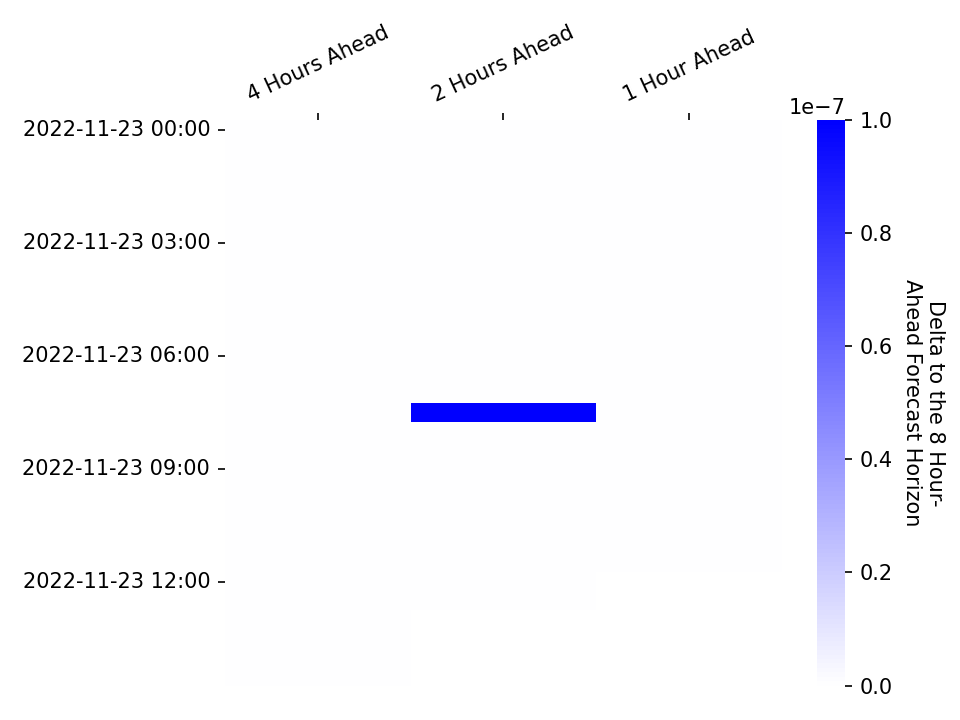 4 Hours Ahead
2 Hours Ahead
1 Hour Ahead
2022-11-23 00:00
2022-11-23 03:00
2022-11-23 06:00
2022-11-23 09:00
2022-11-23 12:00
1e−7
1.0
0.8
0.6
0.4
0.2
0.0
Delta to the 8 Hour-
Ahead Forecast Horizon